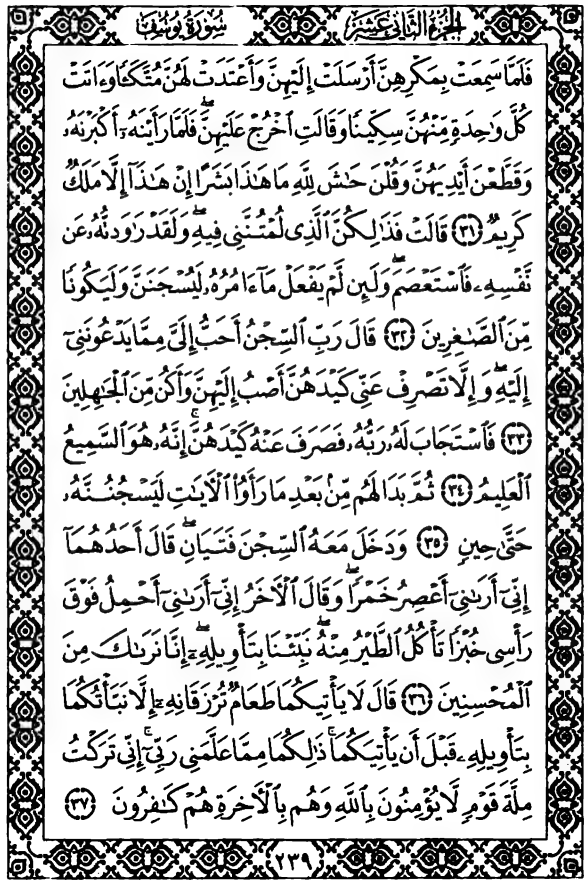 الجزء الثاني عشر
سورة يوسف
فَلَمَّا سَمِعَتْ بِمَكْرِهِنَّ أَرْسَلَتْ إِلَيْهِنَّ وَأَعْتَدَتْ لَهُنَّ مُتَّكَـًٔا وَءَاتَتْ
كُلَّ وَٰحِدَةٍ مِّنْهُنَّ سِكِّينًا وَقَالَتِ ٱخْرُجْ عَلَيْهِنَّ ۖ فَلَمَّا رَأَيْنَهُۥٓ أَكْبَرْنَهُۥ
وَقَطَّعْنَ أَيْدِيَهُنَّ وَقُلْنَ حَٰشَ لِلَّهِ مَا هَٰذَا بَشَرًا إِنْ هَٰذَآ إِلَّا مَلَكٌ
كَرِيمٌ ﴿٣١﴾ قَالَتْ فَذَٰلِكُنَّ ٱلَّذِى لُمْتُنَّنِى فِيهِ ۖ وَلَقَدْ رَٰوَدتُّهُۥ عَن
نَّفْسِهِۦ فَٱسْتَعْصَمَ ۖ وَلَئِن لَّمْ يَفْعَلْ مَآ ءَامُرُهُۥ لَيُسْجَنَنَّ وَلَيَكُونًا
مِّنَ ٱلصَّٰغِرِينَ ﴿٣٢﴾ قَالَ رَبِّ ٱلسِّجْنُ أَحَبُّ إِلَىَّ مِمَّا يَدْعُونَنِىٓ
إِلَيْهِ ۖ وَإِلَّا تَصْرِفْ عَنِّى كَيْدَهُنَّ أَصْبُ إِلَيْهِنَّ وَأَكُن مِّنَ ٱلْجَٰهِلِينَ
﴿٣٣﴾ فَٱسْتَجَابَ لَهُۥ رَبُّهُۥ فَصَرَفَ عَنْهُ كَيْدَهُنَّ ۚ إِنَّهُۥ هُوَ ٱلسَّمِيعُ
ٱلْعَلِيمُ ﴿٣٤﴾ ثُمَّ بَدَا لَهُم مِّنۢ بَعْدِ مَا رَأَوُا۟ ٱلْءَايَٰتِ لَيَسْجُنُنَّهُۥ
حَتَّىٰ حِينٍ ﴿٣٥﴾ وَدَخَلَ مَعَهُ ٱلسِّجْنَ فَتَيَانِ ۖ قَالَ أَحَدُهُمَآ
إِنِّىٓ أَرَىٰنِىٓ أَعْصِرُ خَمْرًا ۖ وَقَالَ ٱلْءَاخَرُ إِنِّىٓ أَرَىٰنِىٓ أَحْمِلُ فَوْقَ
رَأْسِى خُبْزًا تَأْكُلُ ٱلطَّيْرُ مِنْهُ ۖ نَبِّئْنَا بِتَأْوِيلِهِۦٓ ۖ إِنَّا نَرَىٰكَ مِنَ
ٱلْمُحْسِنِينَ ﴿٣٦﴾ قَالَ لَا يَأْتِيكُمَا طَعَامٌ تُرْزَقَانِهِۦٓ إِلَّا نَبَّأْتُكُمَا
بِتَأْوِيلِهِۦ قَبْلَ أَن يَأْتِيَكُمَا ۚ ذَٰلِكُمَا مِمَّا عَلَّمَنِى رَبِّىٓ ۚ إِنِّى تَرَكْتُ
مِلَّةَ قَوْمٍ لَّا يُؤْمِنُونَ بِٱللَّهِ وَهُم بِٱلْءَاخِرَةِ هُمْ كَٰفِرُونَ ﴿٣٧﴾
٢٣٩